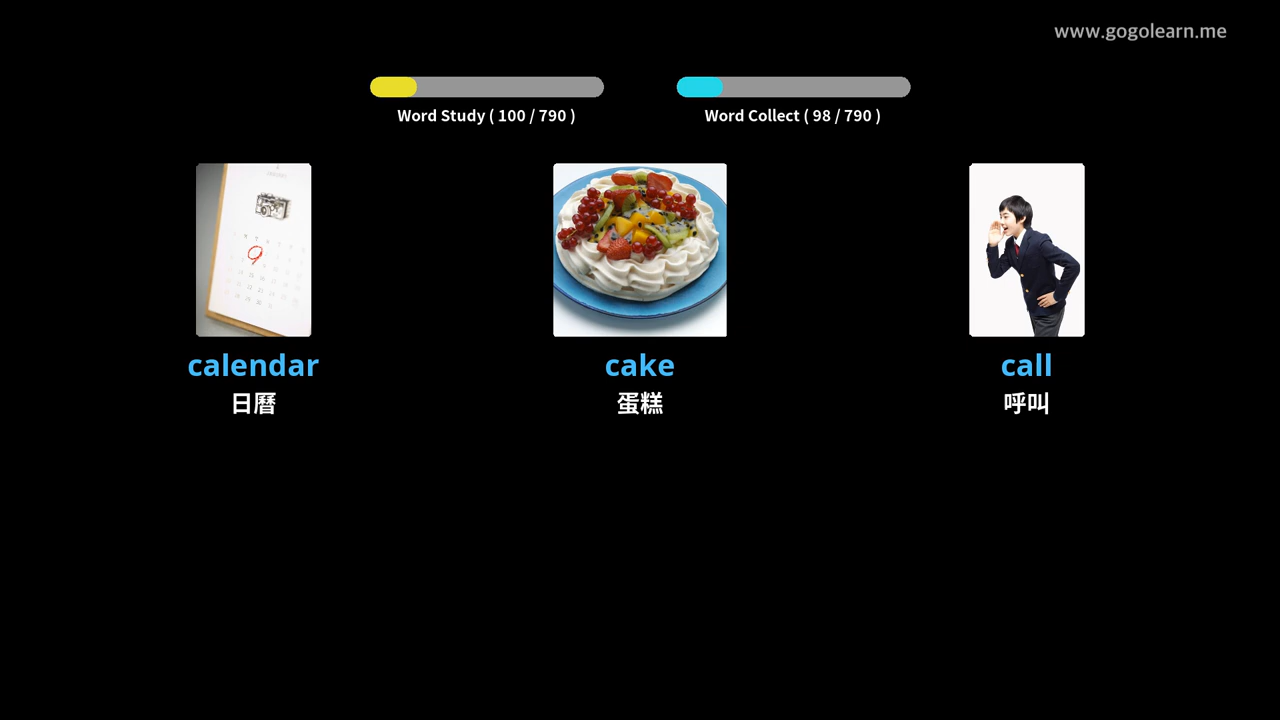 www.gogolearn.me
Word Study ( 100 / 790 )
Word Collect ( 98 / 790 )
calendar
日曆
cake
蛋糕
call
呼叫